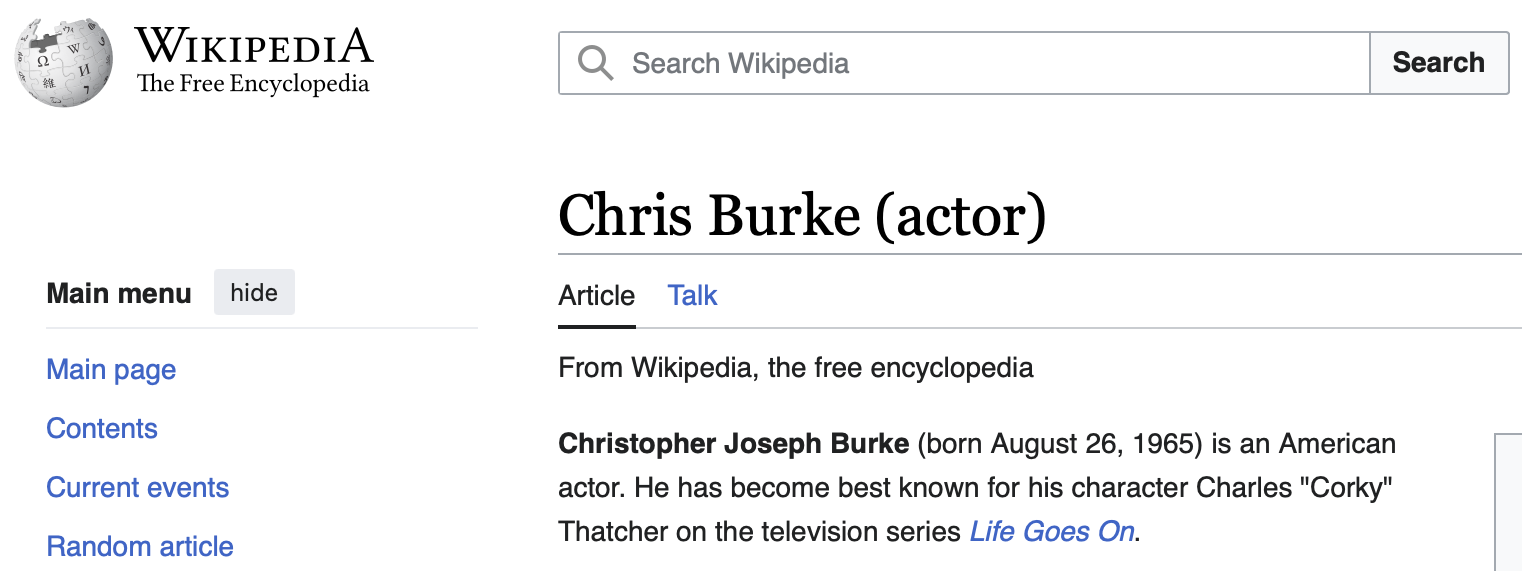 WIKIPEDIA
The Free Encyclopedia
Search Wikipedia
Search
Chris Burke (actor)
Main menu
hide
Article
Talk
Main page
From Wikipedia, the free encyclopedia
Contents
Christopher Joseph Burke (born August 26, 1965) is an American
Current events
actor. He has become best known for his character Charles "Corky"
Random article
Thatcher on the television series Life Goes On.